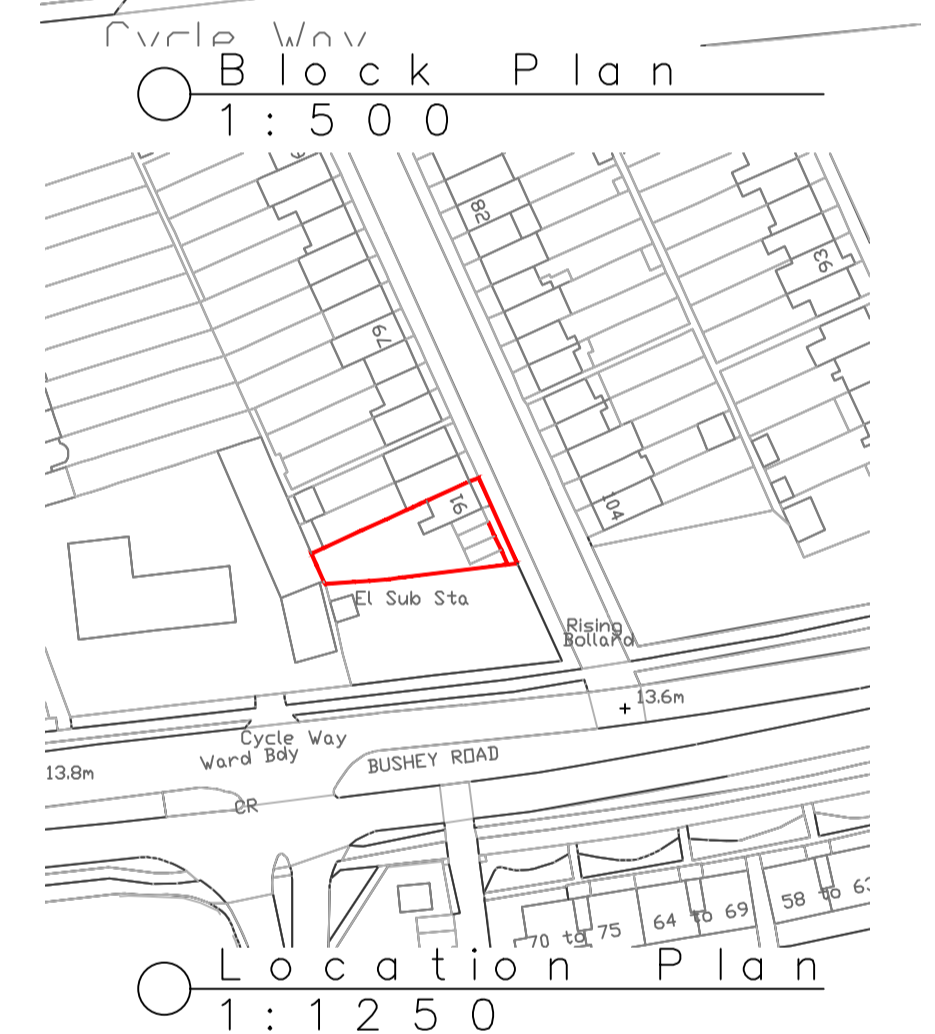 Cycle Way
Block Plan
1:500
82
93
79
91
104
El Sub Sta
Rising
Bollard
13.6m
Cycle Way
Ward Bdy
BUSHEY ROAD
13.8m
CR
58 to 63
64 to 69
70 to 75
Location Plan
1:1250